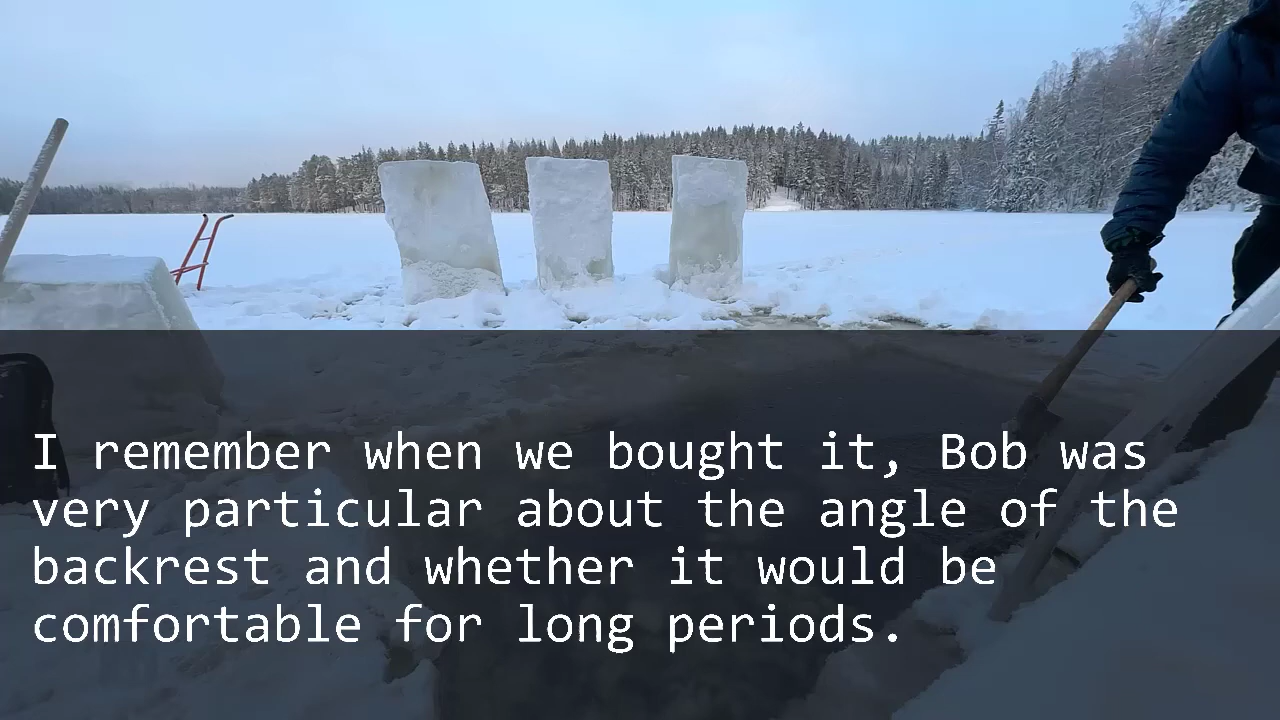 I remember when we bought it, Bob was
very particular about the angle of the
backrest and whether it would be
comfortable for long periods.